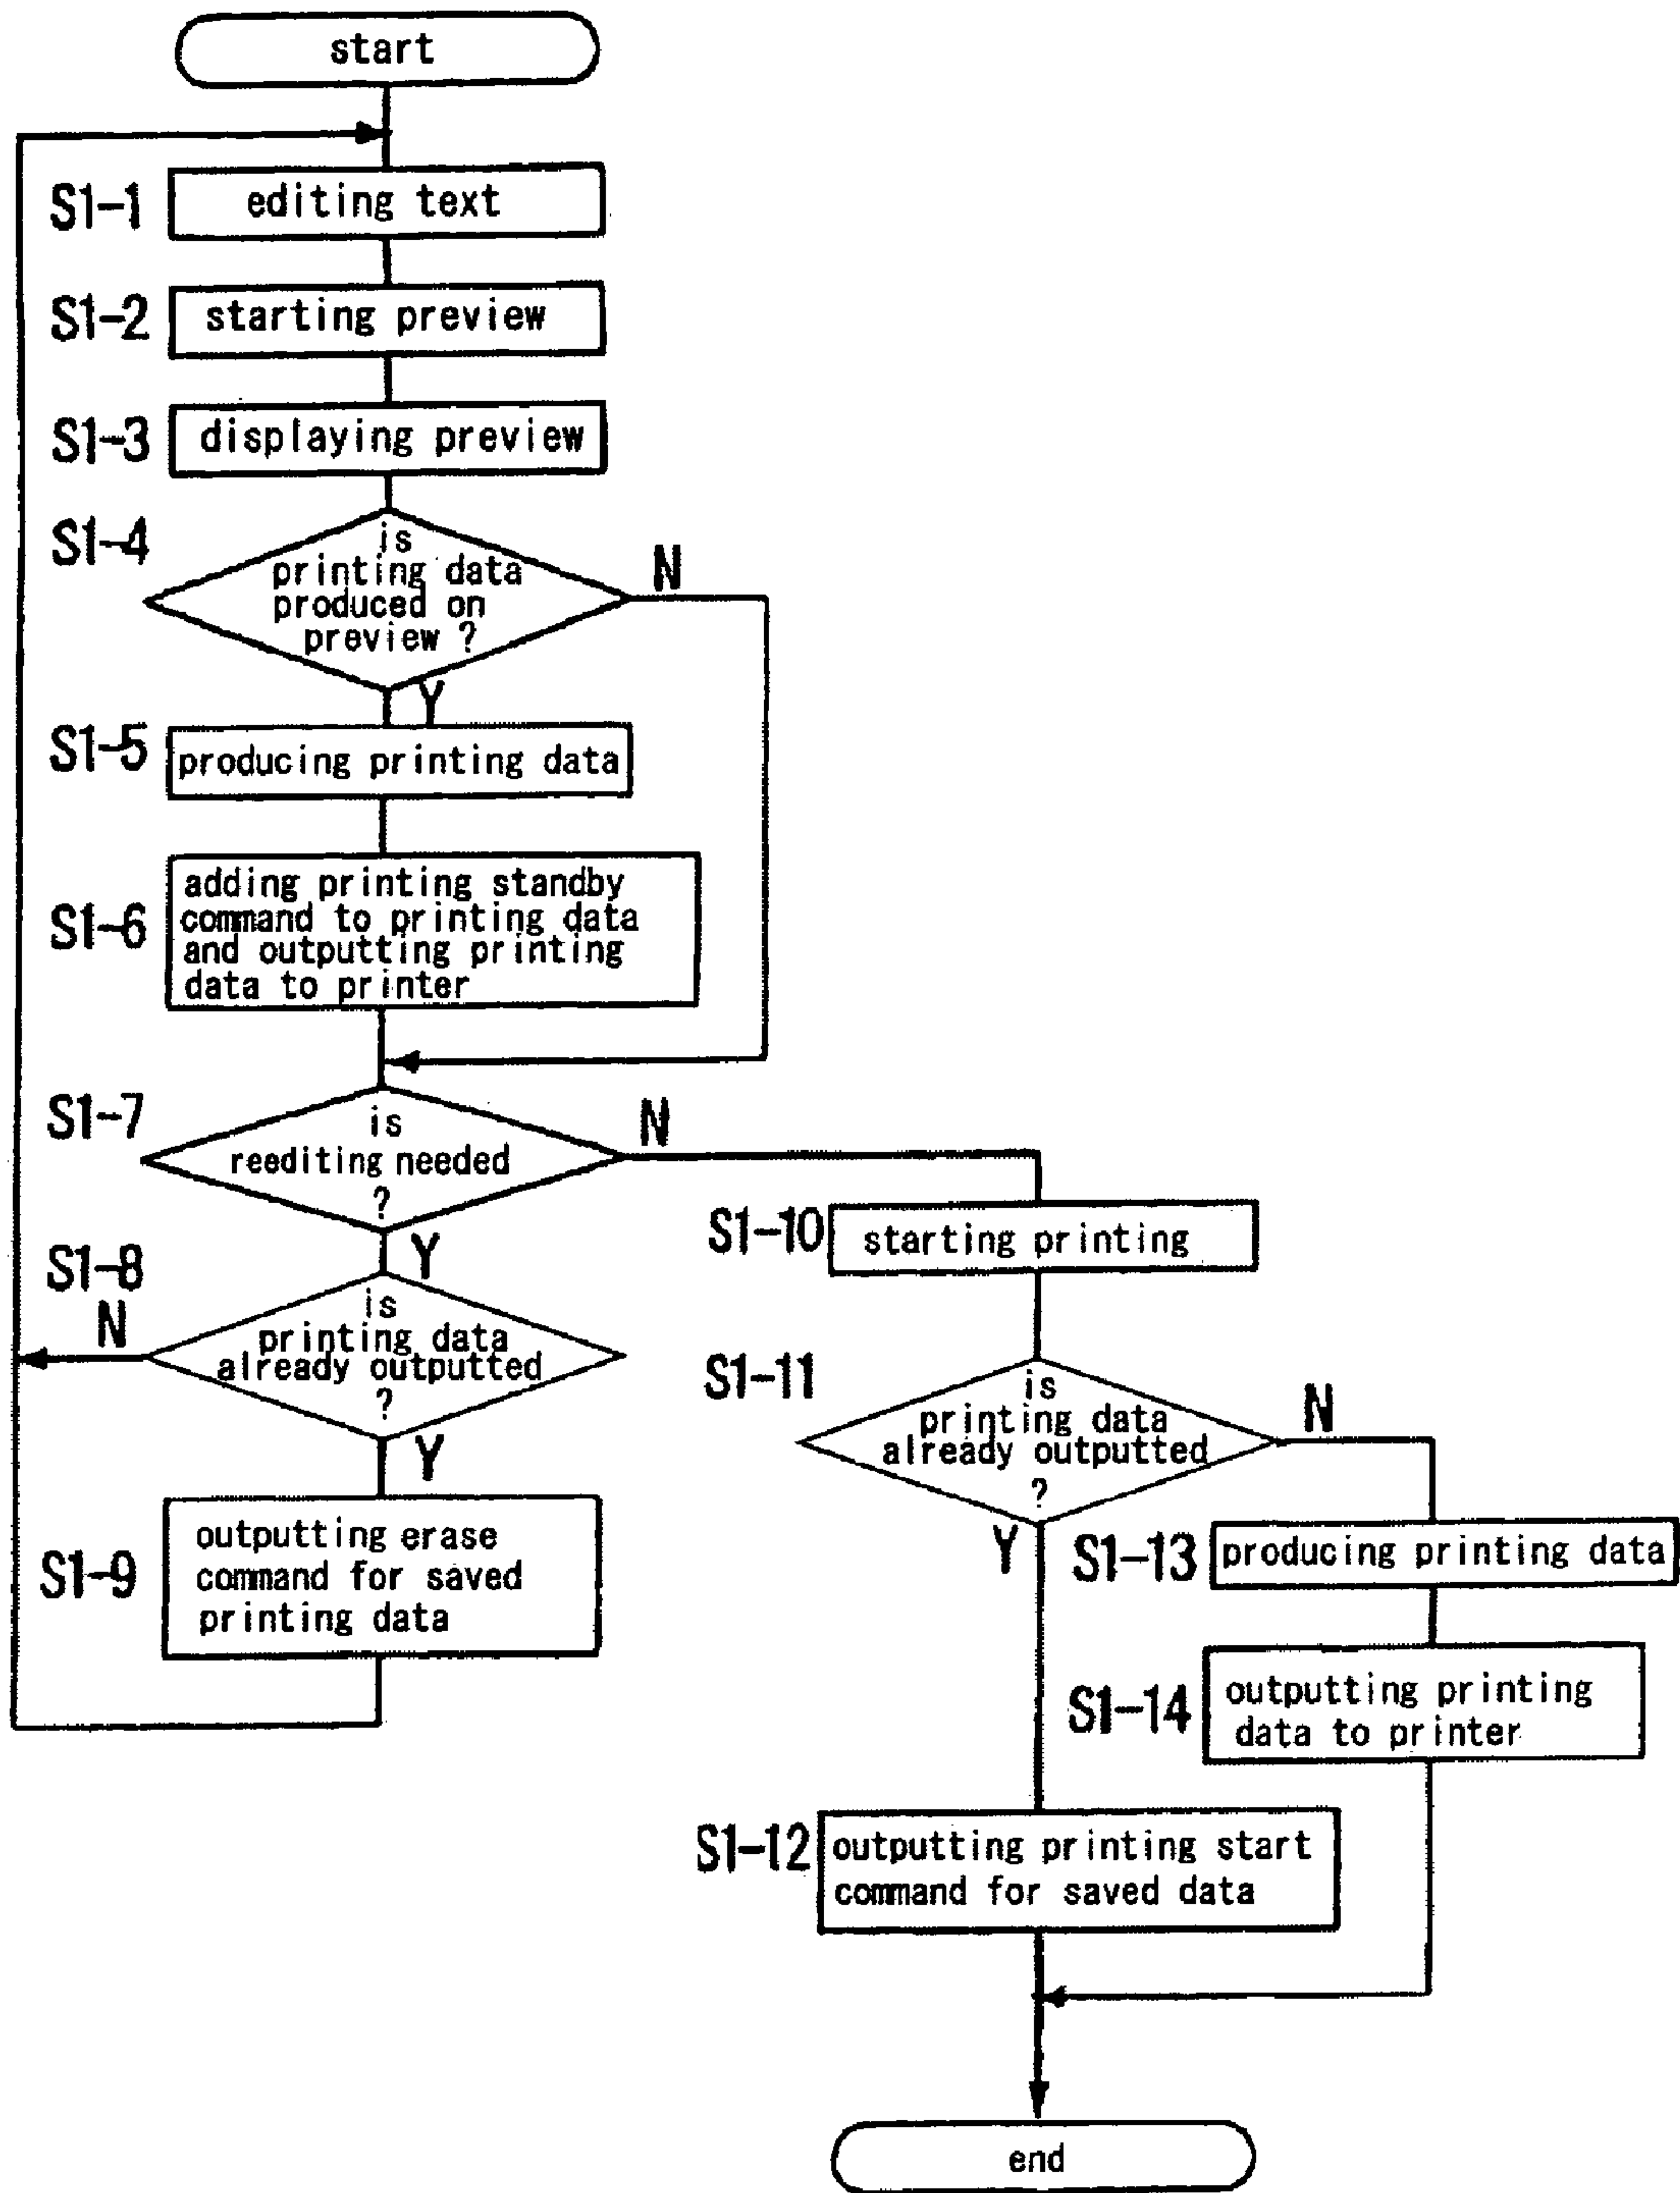 start
S1-1
editing text
S1-2
starting preview
S1-3
displaying preview
S1-4
is
printing data
produced on
preview ?
N
Y
S1-5
producing printing data
S1-6
adding printing standby
command to printing data
and outputting printing
data to printer
S1-7
is
reediting needed
?
N
Y
S1-8
is
printing data
already outputted
?
N
Y
S1-9
outputting erase
command for saved
printing data
S1-10
starting printing
S1-11
is
printing data
already outputted
?
N
Y
S1-13
producing printing data
S1-14
outputting printing
data to printer
S1-12
outputting printing start
command for saved data
end